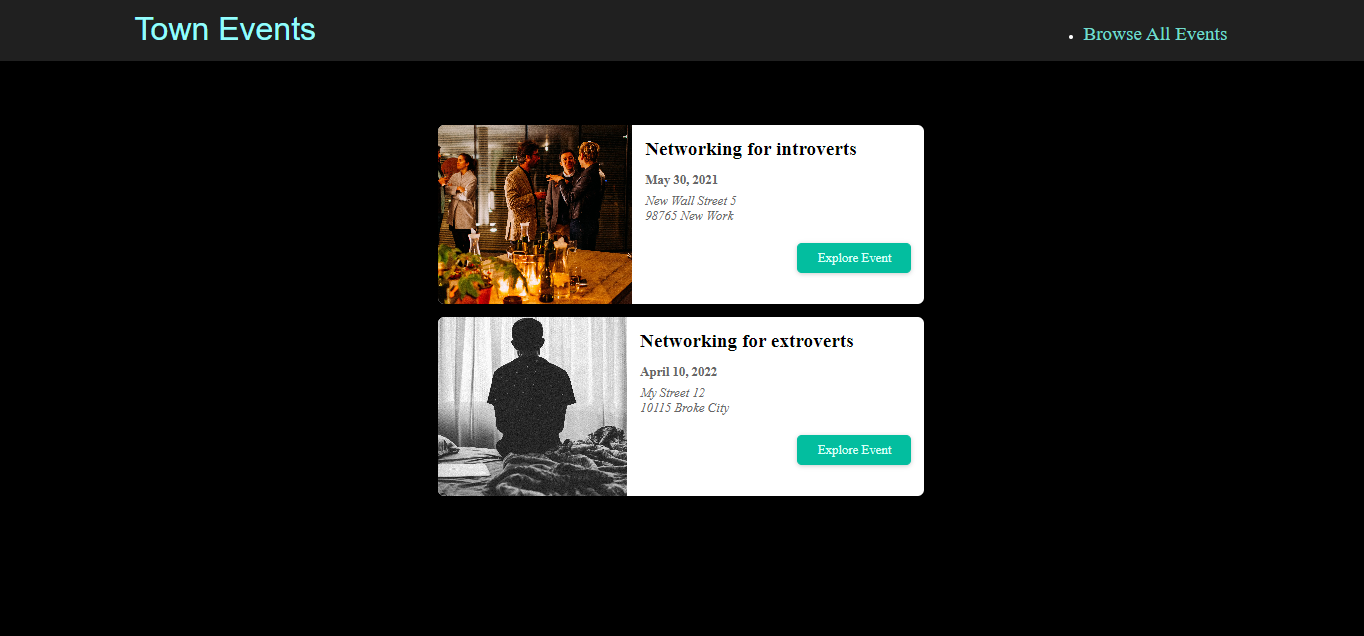 Town Events
Browse All Events
Networking for introverts
May 30, 2021
New Wall Street 5
98765 New Work
Explore Event
Networking for extroverts
April 10, 2022
My Street 12
10115 Broke City
Explore Event